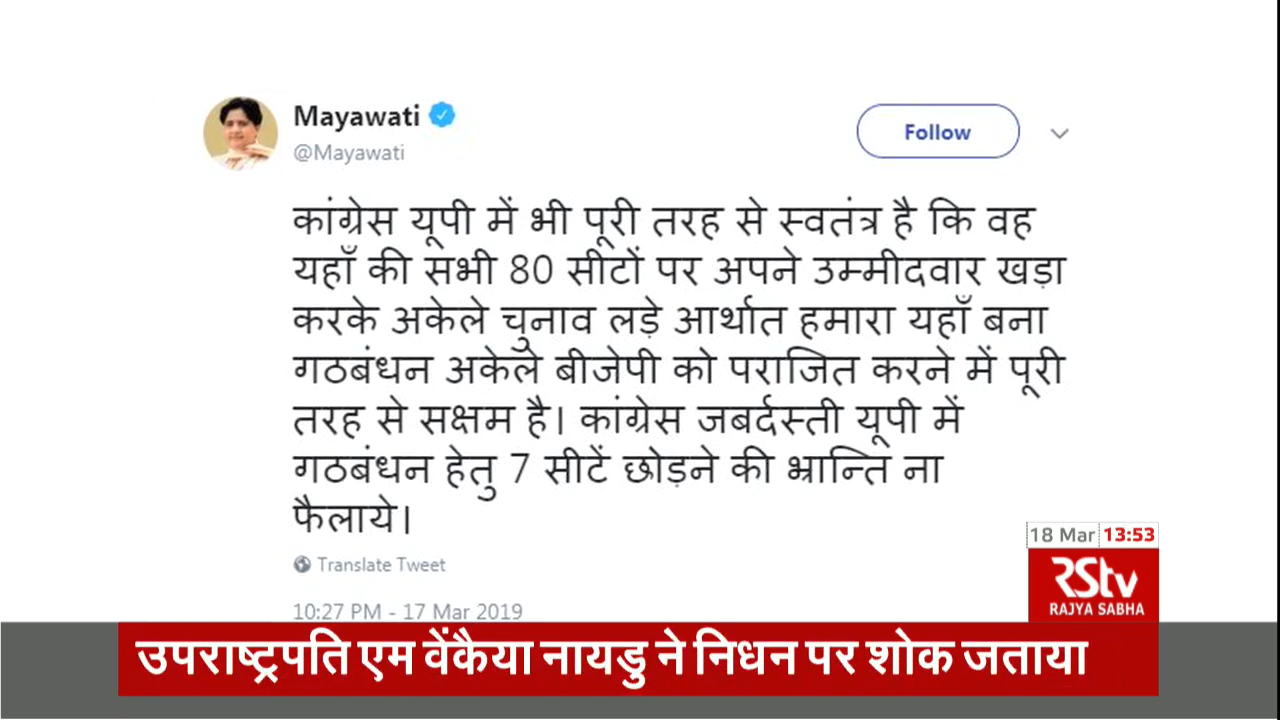 Mayawati
@Mayawati
Follow
कांग्रेस यूपी में भी पूरी तरह से स्वतंत्र है कि वह
यहाँ की सभी 80 सीटों पर अपने उम्मीदवार खड़ा
करके अकेले चुनाव लड़े आर्थात हमारा यहाँ बना
गठबंधन अकेले बीजेपी को पराजित करने में पूरी
तरह से सक्षम है। कांग्रेस जबर्दस्ती यूपी में
गठबंधन हेतु 7 सीटें छोड़ने की भ्रान्ति ना
फैलाये।
Translate Tweet
10:27 PM - 17 Mar 2019
18 Mar 13:53
RStv
RAJYA SABHA
उपराष्ट्रपति एम वेंकैया नायडु ने निधन पर शोक जताया